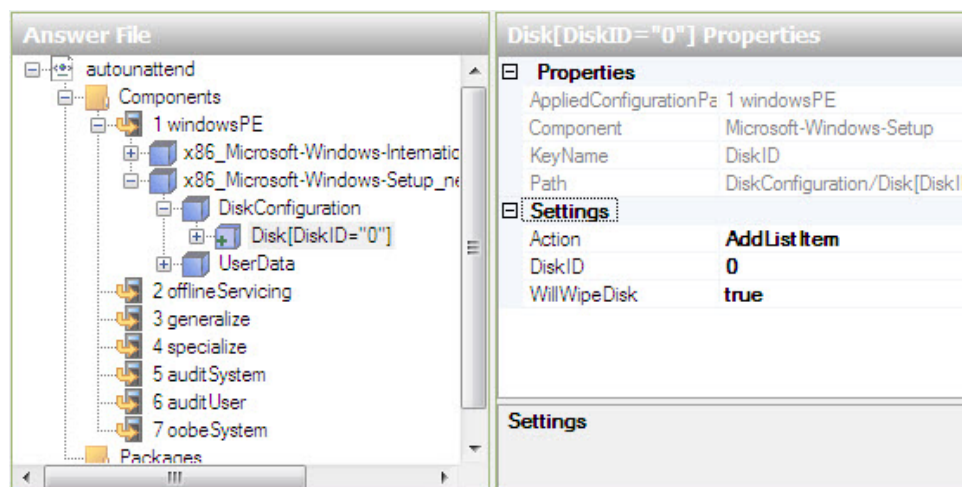 Answer File
autounattend
Components
1 windowsPE
x86_Microsoft-Windows-Internatic
x86_Microsoft-Windows-Setup_ne
DiskConfiguration
Disk[DiskID="0"]
UserData
2 offlineServicing
3 generalize
4 specialize
5 auditSystem
6 auditUser
7 oobeSystem
Packages
Disk[DiskID="0"] Properties
Properties
AppliedConfigurationPa 1 windowsPE
Component Microsoft-Windows-Setup
KeyName DiskID
Path DiskConfiguration/Disk[DiskI
Settings
Action AddListItem
DiskID 0
WillWipeDisk true
Settings